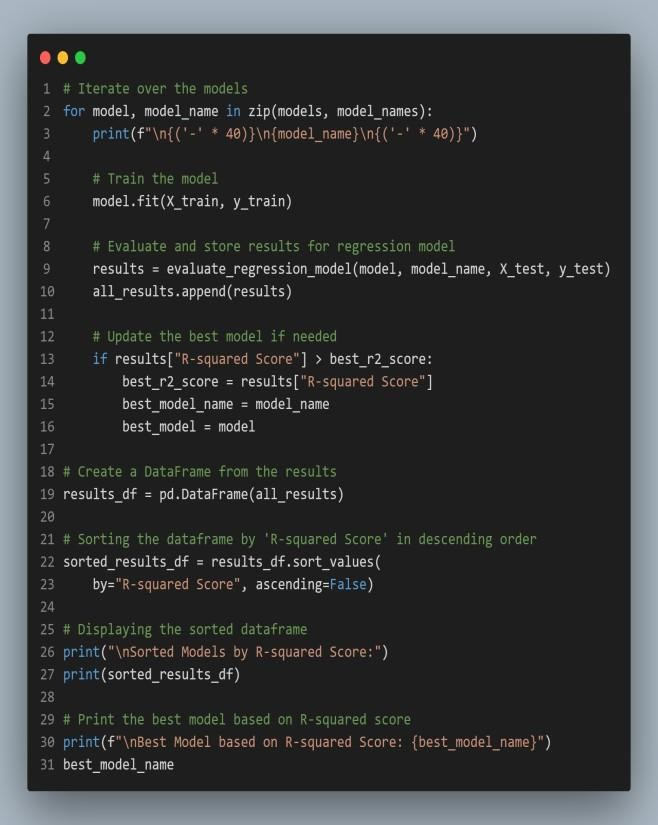 1 # Iterate over the models
2 for model, model_name in zip(models, model_names):
3     print(f"\n{('-' * 40)}\n{model_name}\n{('-' * 40)}")
4
5     # Train the model
6     model.fit(X_train, y_train)
7
8     # Evaluate and store results for regression model
9     results = evaluate_regression_model(model, model_name, X_test, y_test)
10     all_results.append(results)
11
12     # Update the best model if needed
13     if results["R-squared Score"] > best_r2_score:
14         best_r2_score = results["R-squared Score"]
15         best_model_name = model_name
16         best_model = model
17
18 # Create a DataFrame from the results
19 results_df = pd.DataFrame(all_results)
20
21 # Sorting the dataframe by 'R-squared Score' in descending order
22 sorted_results_df = results_df.sort_values(
23     by="R-squared Score", ascending=False)
24
25 # Displaying the sorted dataframe
26 print("\nSorted Models by R-squared Score:")
27 print(sorted_results_df)
28
29 # Print the best model based on R-squared score
30 print(f"\nBest Model based on R-squared Score: {best_model_name}")
31 best_model_name